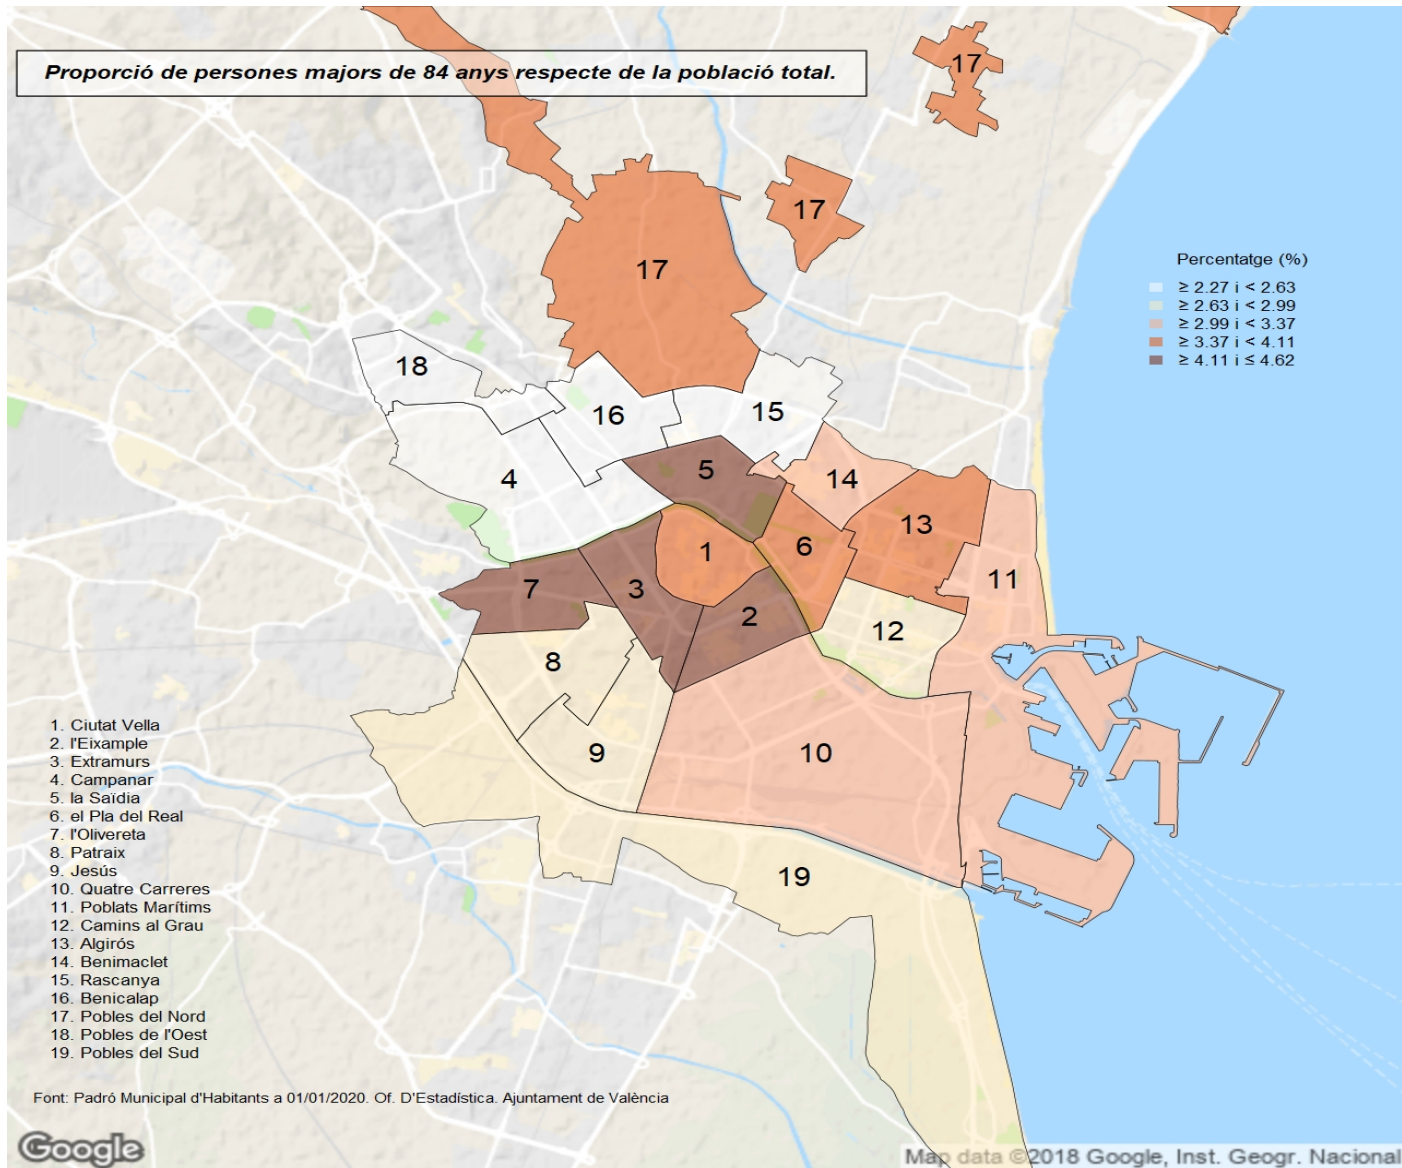 Proporció de persones majors de 84 anys respecte de la població total.
17
17
17
Percentatge (%)
≥ 2.27 i < 2.63
≥ 2.63 i < 2.99
≥ 2.99 i < 3.37
≥ 3.37 i < 4.11
≥ 4.11 i ≤ 4.62
18
16
15
4
5
14
13
1
6
11
7
3
2
12
8
9
10
19
1. Ciutat Vella
2. l'Eixample
3. Extramurs
4. Campanar
5. la Saïdia
6. el Pla del Real
7. l'Olivereta
8. Patraix
9. Jesús
10. Quatre Carreres
11. Poblats Marítims
12. Camins al Grau
13. Algirós
14. Benimaclet
15. Rascanya
16. Benicalap
17. Pobles del Nord
18. Pobles de l'Oest
19. Pobles del Sud
Font: Padró Municipal d'Habitants a 01/01/2020. Of. D'Estadística. Ajuntament de València
Google
Map data ©2018 Google, Inst. Geogr. Nacional